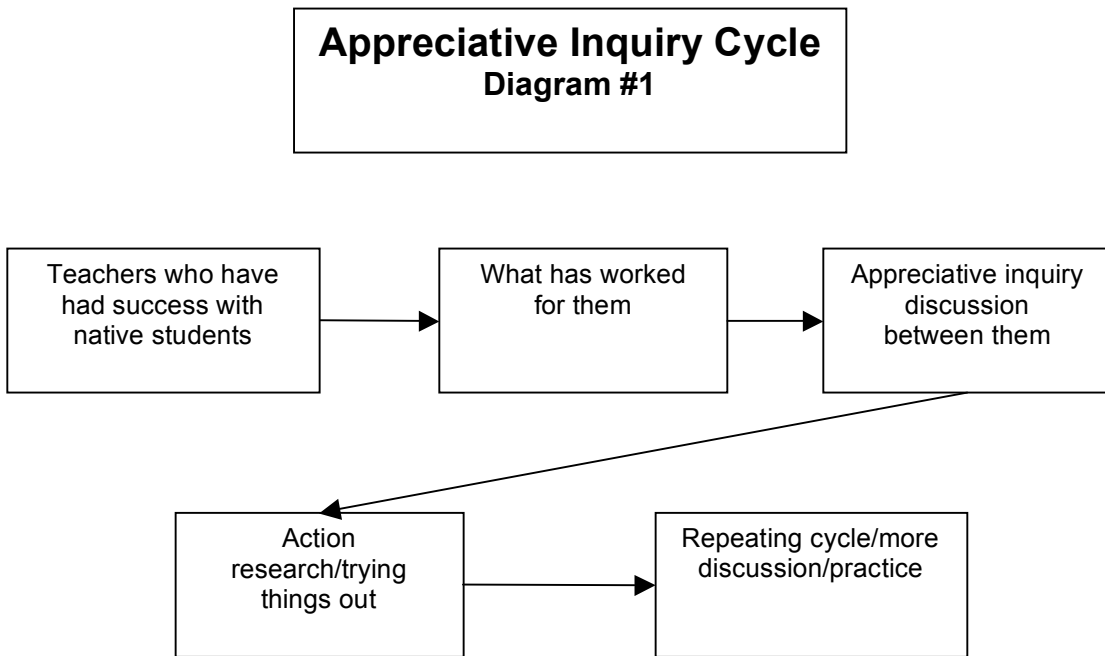 Appreciative Inquiry Cycle
Diagram #1
Teachers who have
had success with
native students
What has worked
for them
Appreciative inquiry
discussion
between them
Action
research/trying
things out
Repeating cycle/more
discussion/practice